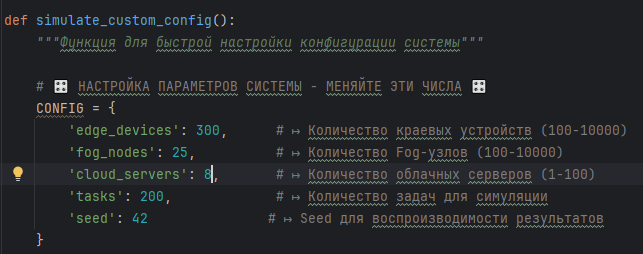 def simulate_custom_config():
"""Функция для быстрой настройки конфигурации системы"""
# 🎛️ НАСТРОЙКА ПАРАМЕТРОВ СИСТЕМЫ - МЕНЯЙТЕ ЭТИ ЧИСЛА 🎛️
CONFIG = {
'edge_devices': 300, # ↦ Количество краевых устройств (100-10000)
'fog_nodes': 25, # ↦ Количество Fog-узлов (100-10000)
'cloud_servers': 8, # ↦ Количество облачных серверов (1-100)
'tasks': 200, # ↦ Количество задач для симуляции
'seed': 42 # ↦ Seed для воспроизводимости результатов
}